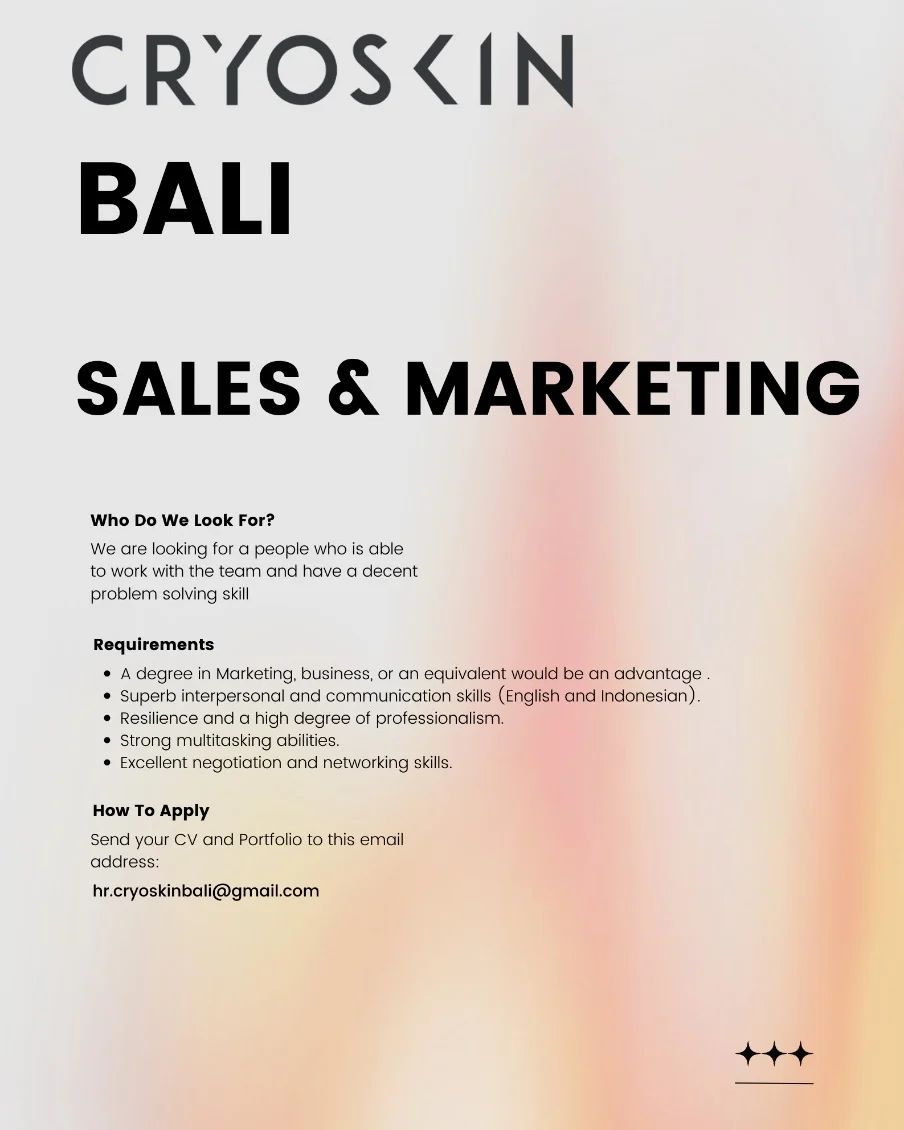 CRYOSKIN
BALI
SALES & MARKETING
Who Do We Look For?
We are looking for a people who is able
to work with the team and have a decent
problem solving skill
Requirements
• A degree in Marketing, business, or an equivalent would be an advantage .
• Superb interpersonal and communication skills (English and Indonesian).
• Resilience and a high degree of professionalism.
• Strong multitasking abilities.
• Excellent negotiation and networking skills.
How To Apply
Send your CV and Portfolio to this email
address:
hr.cryoskinbali@gmail.com